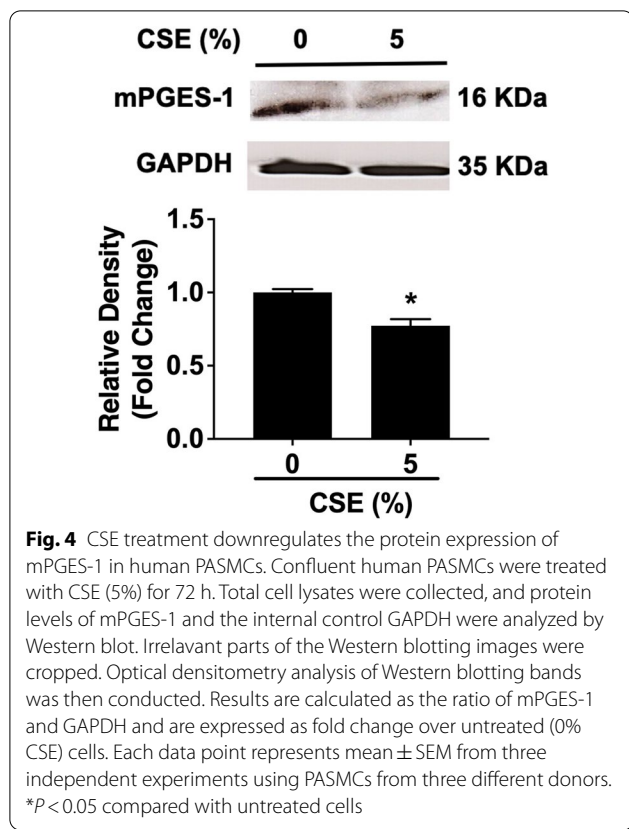 CSE (%) 0 5
mPGES-1 16 KDa
GAPDH 35 KDa
1.5
1.0
0.5
0.0
Relative Density
(Fold Change)
*
0 5
CSE (%)
Fig. 4 CSE treatment downregulates the protein expression of
mPGES-1 in human PASMCs. Confluent human PASMCs were treated
with CSE (5%) for 72 h. Total cell lysates were collected, and protein
levels of mPGES-1 and the internal control GAPDH were analyzed by
Western blot. Irrelavant parts of the Western blotting images were
cropped. Optical densitometry analysis of Western blotting bands
was then conducted. Results are calculated as the ratio of mPGES-1
and GAPDH and are expressed as fold change over untreated (0%
CSE) cells. Each data point represents mean ± SEM from three
independent experiments using PASMCs from three different donors.
*P < 0.05 compared with untreated cells